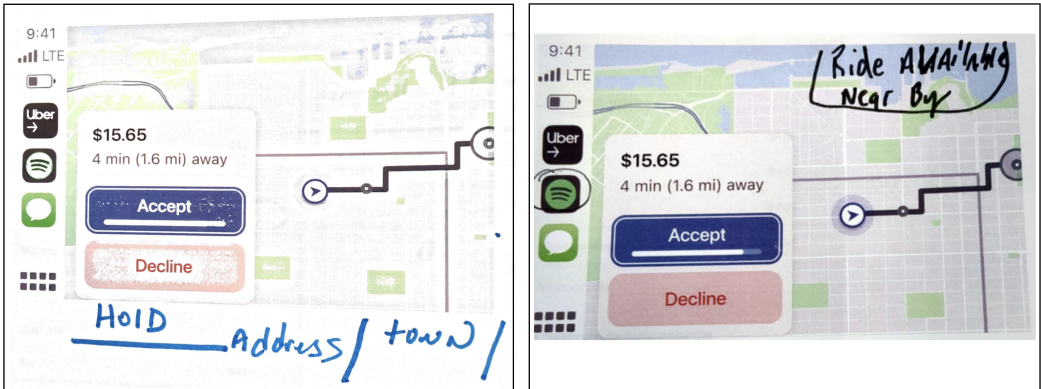 9:41
LTE
Uber
$15.65
4 min (1.6 mi) away
Accept
Decline
HOlD
Address / town /
9:41
LTE
Ride
Near By
Uber
$15.65
4 min (1.6 mi) away
Accept
Decline